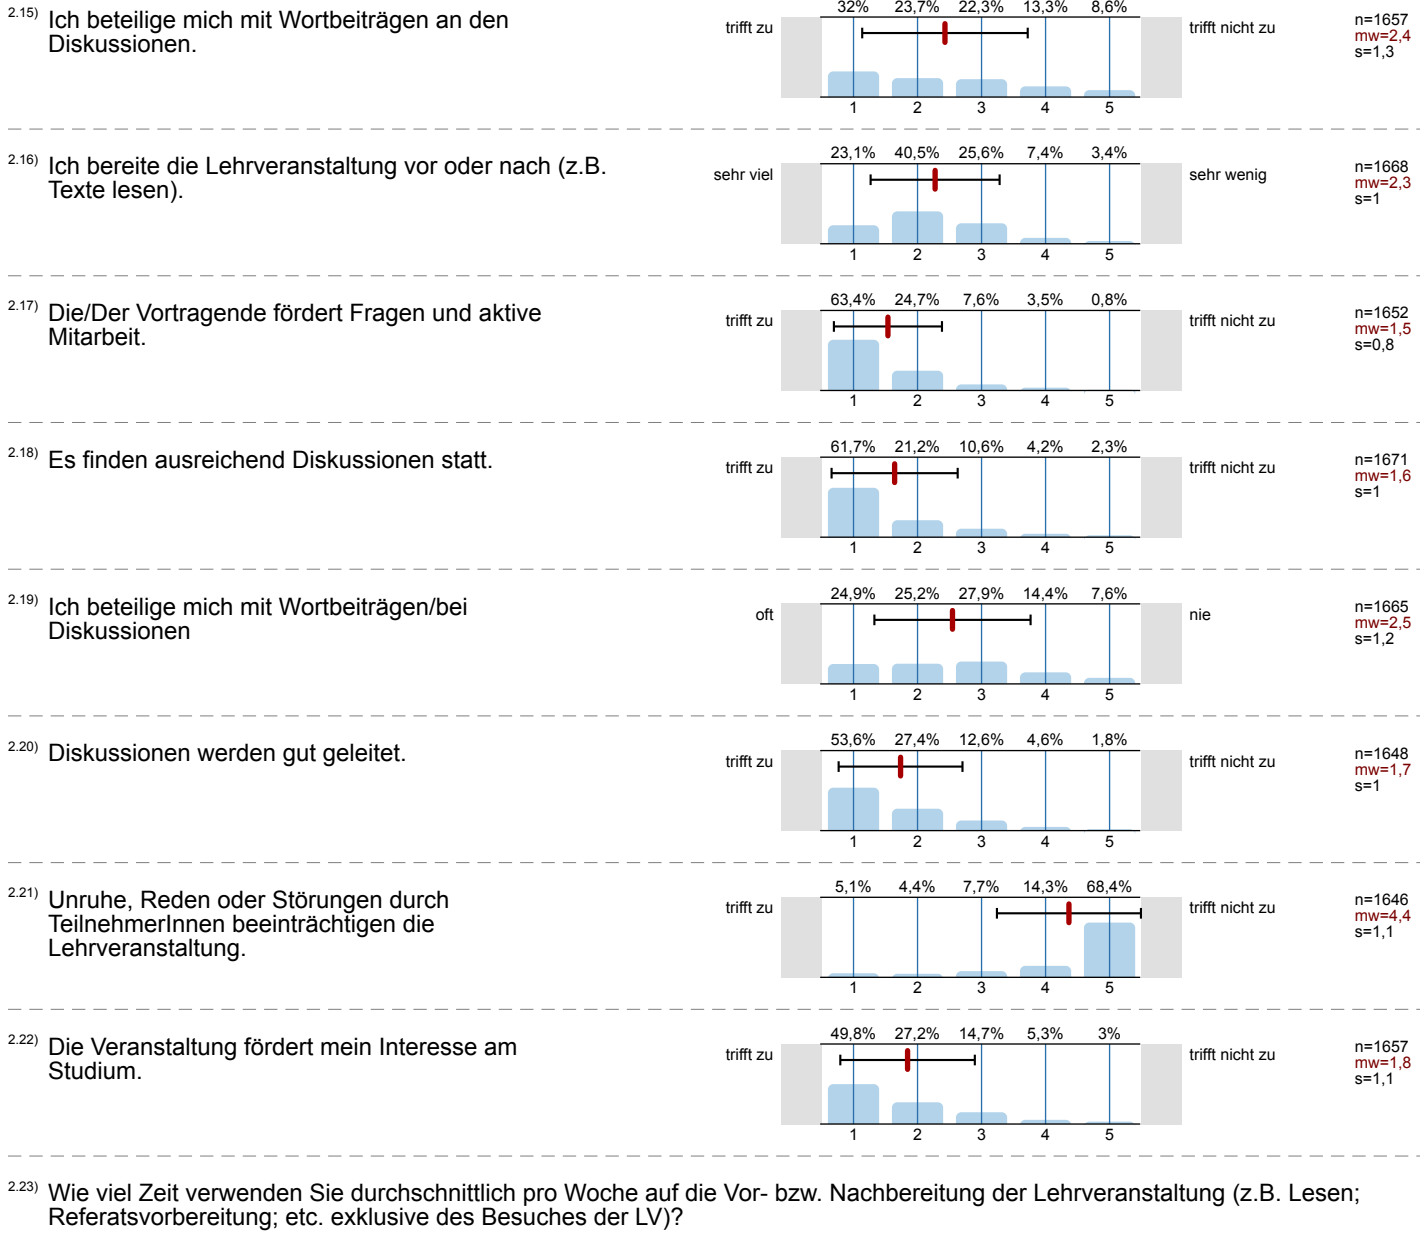 2.15) Ich beteilige mich mit Wortbeiträgen an den
Diskussionen.
32% 23,7% 22,3% 13,3% 8,6%
trifft zu trifft nicht zu
1 2 3 4 5
n=1657
mw=2,4
s=1,3
2.16) Ich bereite die Lehrveranstaltung vor oder nach (z.B.
Texte lesen).
23,1% 40,5% 25,6% 7,4% 3,4%
sehr viel sehr wenig
1 2 3 4 5
n=1668
mw=2,3
s=1
2.17) Die/Der Vortragende fördert Fragen und aktive
Mitarbeit.
63,4% 24,7% 7,6% 3,5% 0,8%
trifft zu trifft nicht zu
1 2 3 4 5
n=1652
mw=1,5
s=0,8
2.18) Es finden ausreichend Diskussionen statt.
61,7% 21,2% 10,6% 4,2% 2,3%
trifft zu trifft nicht zu
1 2 3 4 5
n=1671
mw=1,6
s=1
2.19) Ich beteilige mich mit Wortbeiträgen/bei
Diskussionen
24,9% 25,2% 27,9% 14,4% 7,6%
oft nie
1 2 3 4 5
n=1665
mw=2,5
s=1,2
2.20) Diskussionen werden gut geleitet.
53,6% 27,4% 12,6% 4,6% 1,8%
trifft zu trifft nicht zu
1 2 3 4 5
n=1648
mw=1,7
s=1
2.21) Unruhe, Reden oder Störungen durch
TeilnehmerInnen beeinträchtigen die
Lehrveranstaltung.
5,1% 4,4% 7,7% 14,3% 68,4%
trifft zu trifft nicht zu
1 2 3 4 5
n=1646
mw=4,4
s=1,1
2.22) Die Veranstaltung fördert mein Interesse am
Studium.
49,8% 27,2% 14,7% 5,3% 3%
trifft zu trifft nicht zu
1 2 3 4 5
n=1657
mw=1,8
s=1,1
2.23) Wie viel Zeit verwenden Sie durchschnittlich pro Woche auf die Vor- bzw. Nachbereitung der Lehrveranstaltung (z.B. Lesen;
Referatsvorbereitung; etc. exklusive des Besuches der LV)?